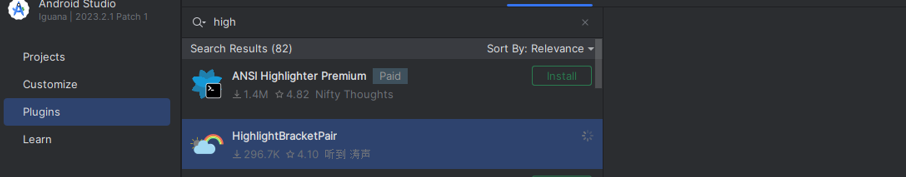 Android Studio
Iguana | 2023.2.1 Patch 1
Projects
Customize
Plugins
Learn
high
Search Results (82) Sort By: Relevance
ANSI Highlighter Premium Paid Install
1.4M 4.82 Nifty Thoughts
HighlightBracketPair
296.7K 4.10 听到 涛声